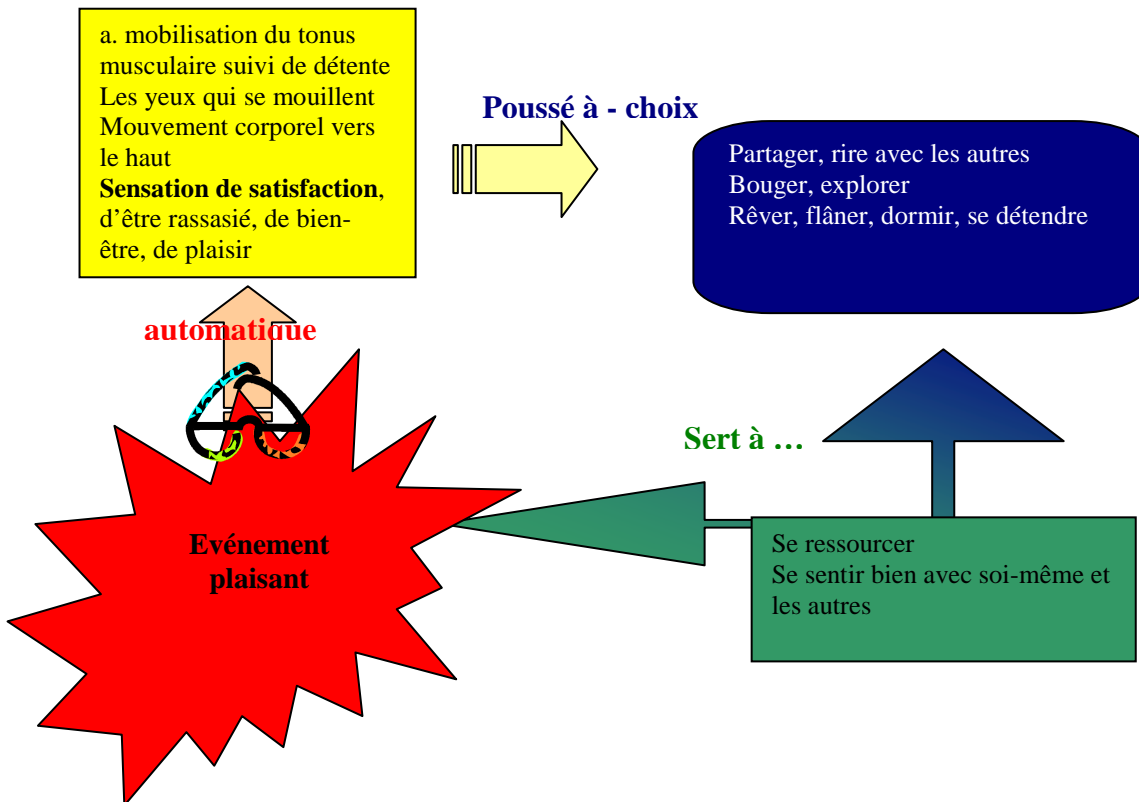 a. mobilisation du tonus
musculaire suivi de détente
Les yeux qui se mouillent
Mouvement corporel vers
le haut
Sensation de satisfaction,
d’être rassasié, de bien-
être, de plaisir
Poussé à - choix
Partager, rire avec les autres
Bouger, explorer
Rêver, flâner, dormir, se détendre
automatique
Sert à …
Evénement
plaisant
Se ressourcer
Se sentir bien avec soi-même et
les autres